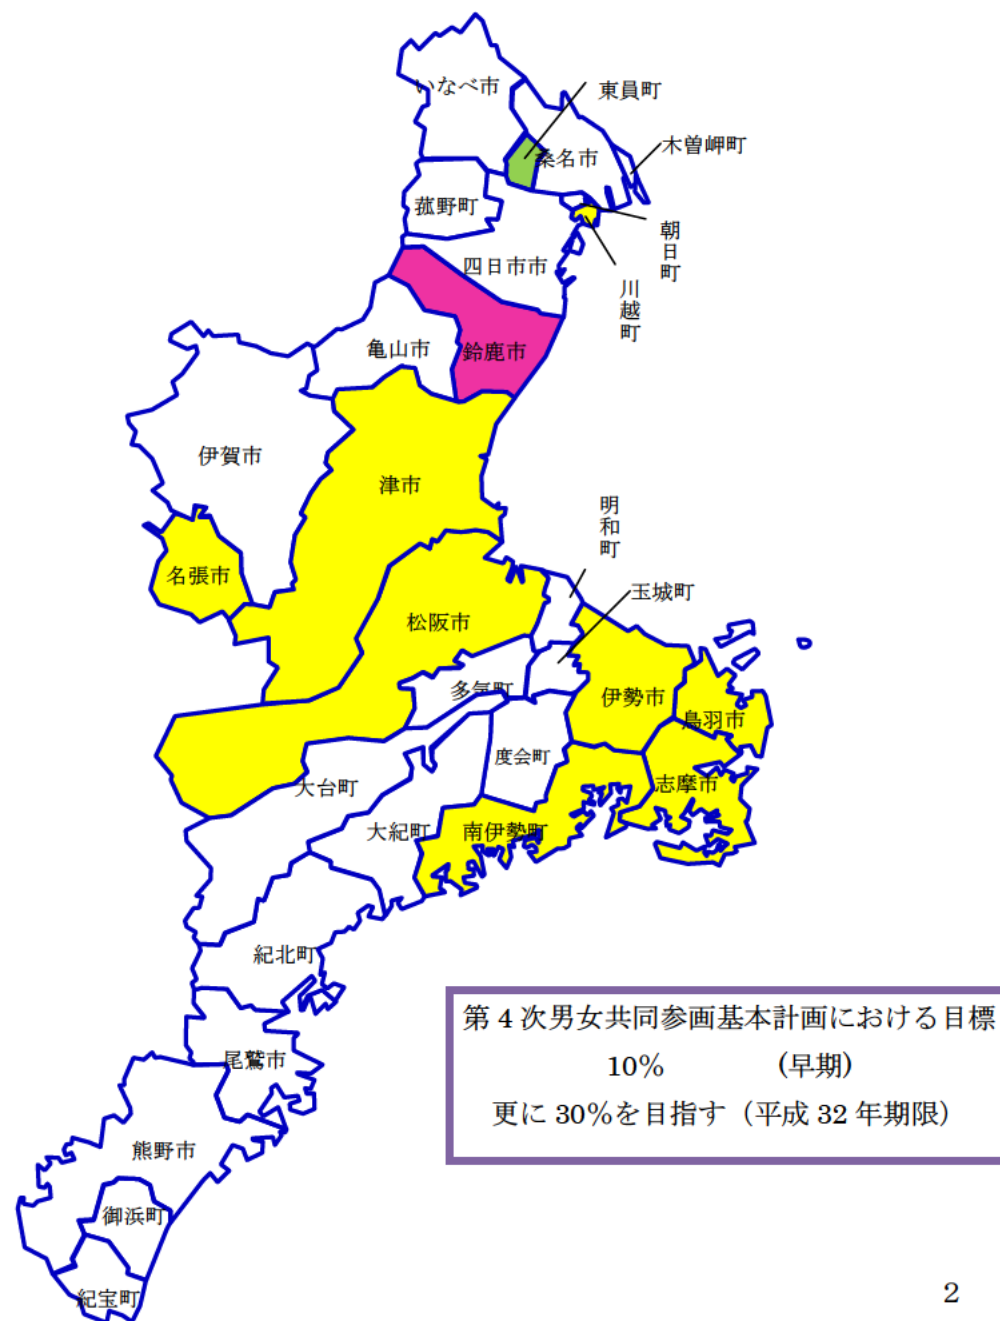 いなべ市
東員町
桑名市
木曽岬町
菰野町
朝日町
四日市市
川越町
亀山市
鈴鹿市
伊賀市
津市
明和町
名張市
玉城町
松阪市
多気町
伊勢市
鳥羽市
度会町
大台町
志摩市
大紀町
南伊勢町
紀北町
第4次男女共同参画基本計画における目標
10% (早期)
更に30%を目指す（平成32年期限）
尾鷲市
熊野市
御浜町
紀宝町
2